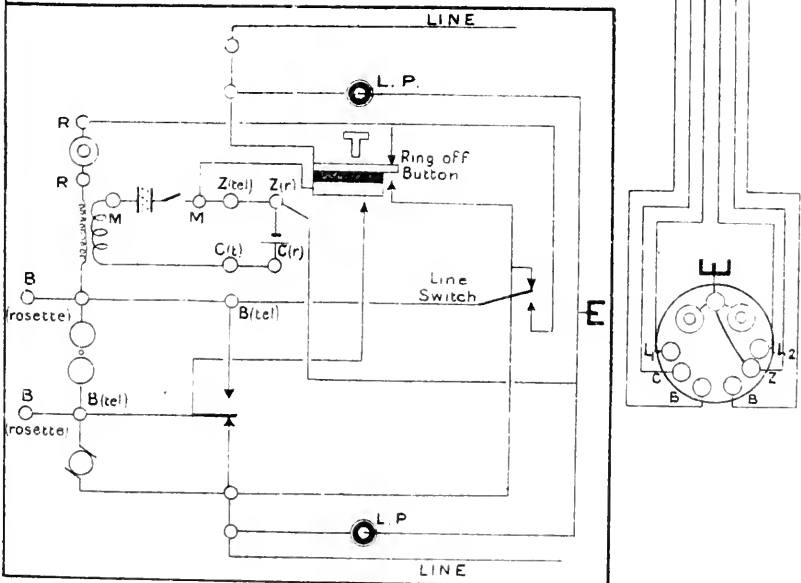 LINE
L. P.
R
T
Ring off
Button
R
M
M
Z(tel)
Z(r)
C(t)
C(r)
Line
Switch
B
(rosette)
B(tel)
E
B
(rosette)
B(tel)
L. P
LINE
E
L1
L2
C
Z
B
B